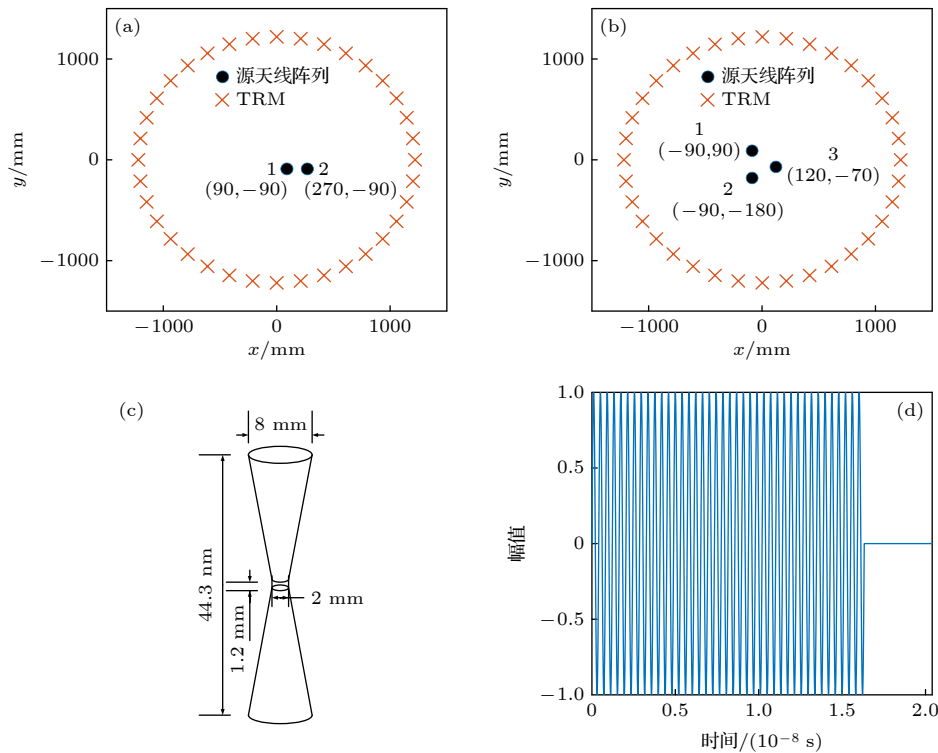 (a)
1000
0
−1000
y/mm
源天线阵列
TRM
1
2
(90,−90)
(270,−90)
−1000
0
1000
x/mm
(b)
1000
0
−1000
y/mm
源天线阵列
TRM
1
(−90,90)
3
(120,−70)
2
(−90,−180)
−1000
0
1000
x/mm
(c)
8 mm
44.3 nm
1.2 mm
2 mm
(d)
1.0
0.5
0
−0.5
−1.0
幅值
0
0.5
1.0
1.5
2.0
时间/(10⁻⁸ s)